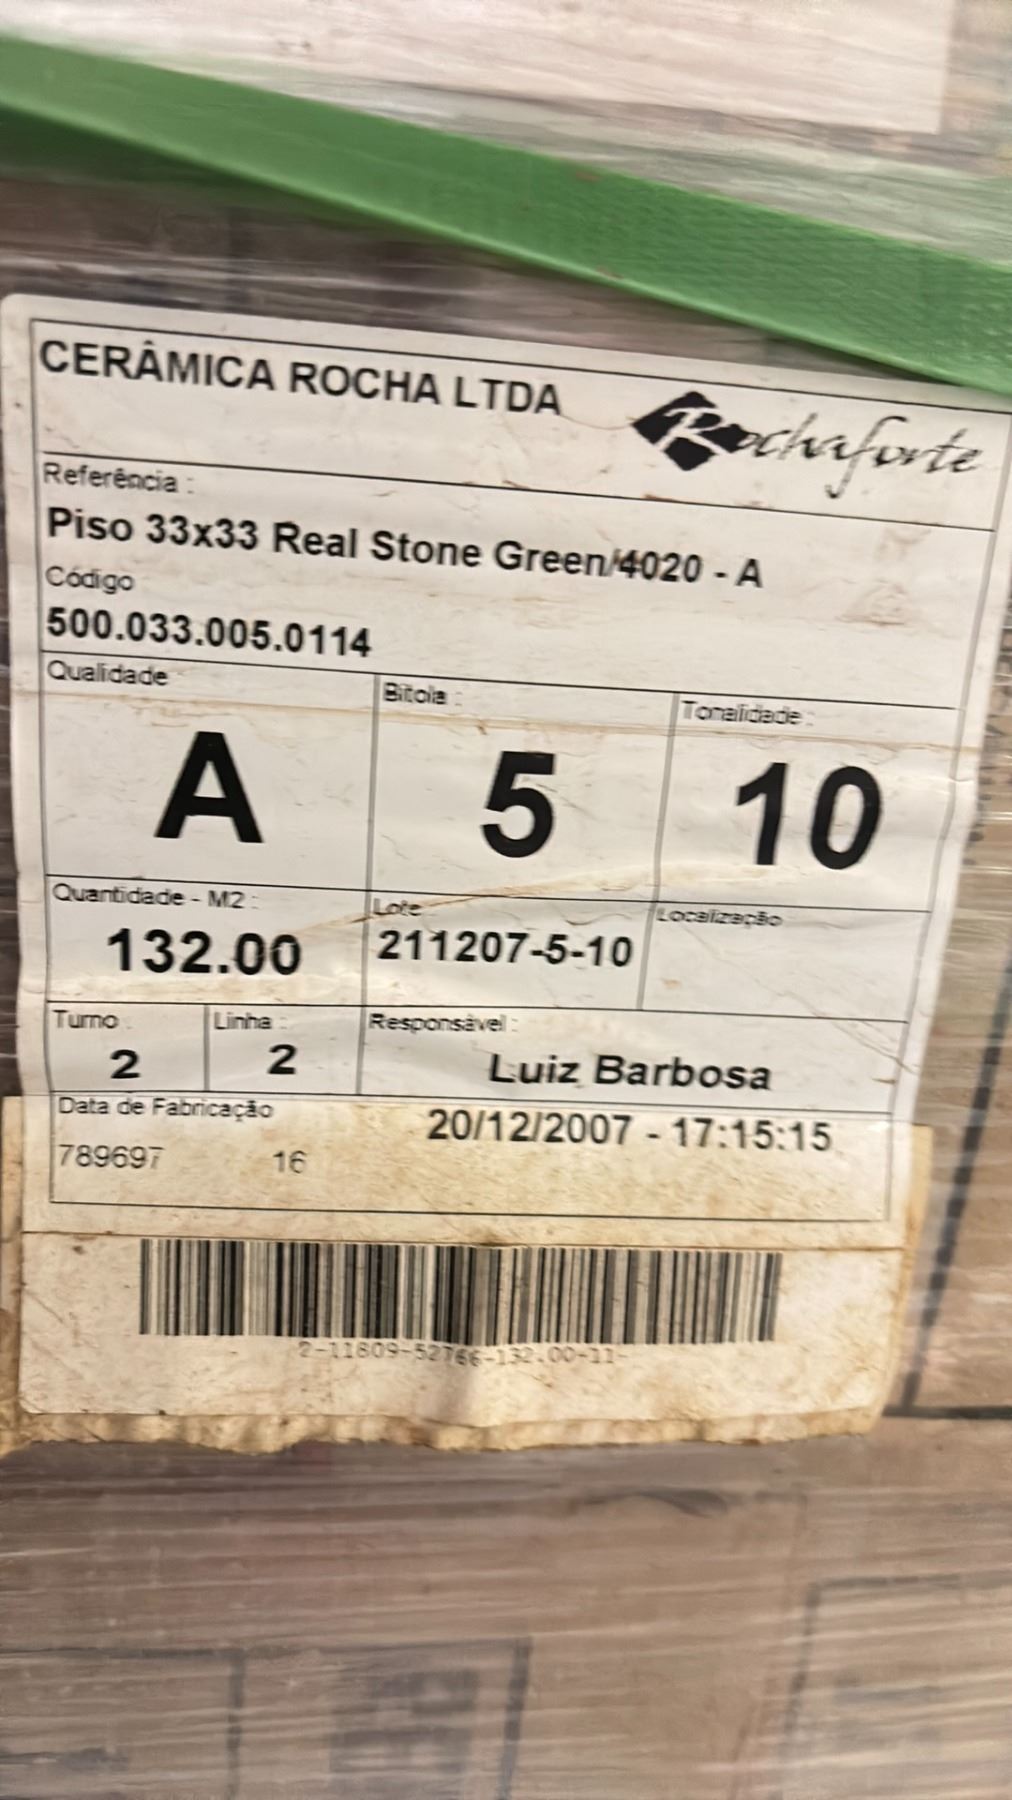 CERÂMICA ROCHA LTDA
Rochaforte
Referência :
Piso 33x33 Real Stone Green/4020 - A
Código
500.033.005.0114
Qualidade
Bitola :
Tonalidade :
A
5
10
Quantidade - M2 :
Lote
Localização
132.00
211207-5-10
Turno :
Linha :
Responsável :
2
2
Luiz Barbosa
Data de Fabricação
20/12/2007 - 17:15:15
789697 16
2-11809-52766-132.00-11-